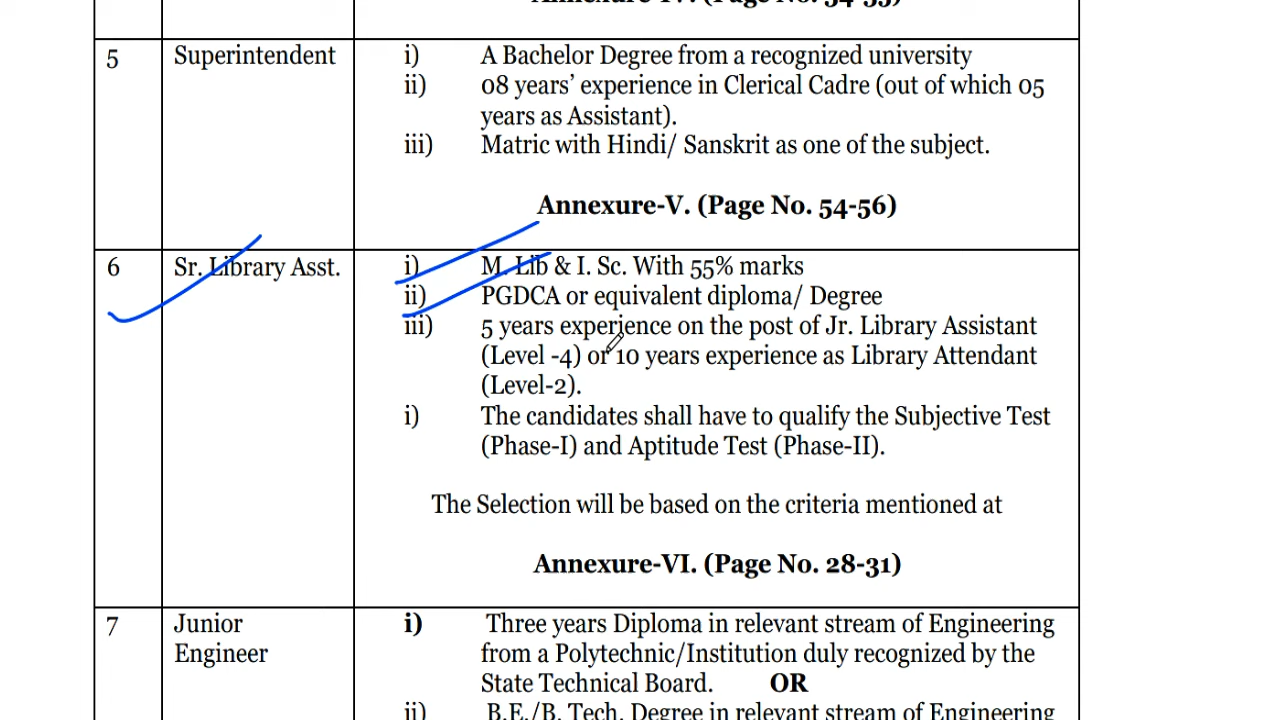 Annexure-IV. (Page No. 54-55)
5 Superintendent i) A Bachelor Degree from a recognized university
ii) 08 years' experience in Clerical Cadre (out of which 05
years as Assistant).
iii) Matric with Hindi/ Sanskrit as one of the subject.
Annexure-V. (Page No. 54-56)
6 Sr. Library Asst. i) M. Lib & I. Sc. With 55% marks
ii) PGDCA or equivalent diploma/ Degree
iii) 5 years experience on the post of Jr. Library Assistant
(Level -4) or 10 years experience as Library Attendant
(Level-2).
i) The candidates shall have to qualify the Subjective Test
(Phase-I) and Aptitude Test (Phase-II).
The Selection will be based on the criteria mentioned at
Annexure-VI. (Page No. 28-31)
7 Junior i) Three years Diploma in relevant stream of Engineering
Engineer from a Polytechnic/Institution duly recognized by the
State Technical Board. OR
ii) B.E./B. Tech. Degree in relevant stream of Engineering